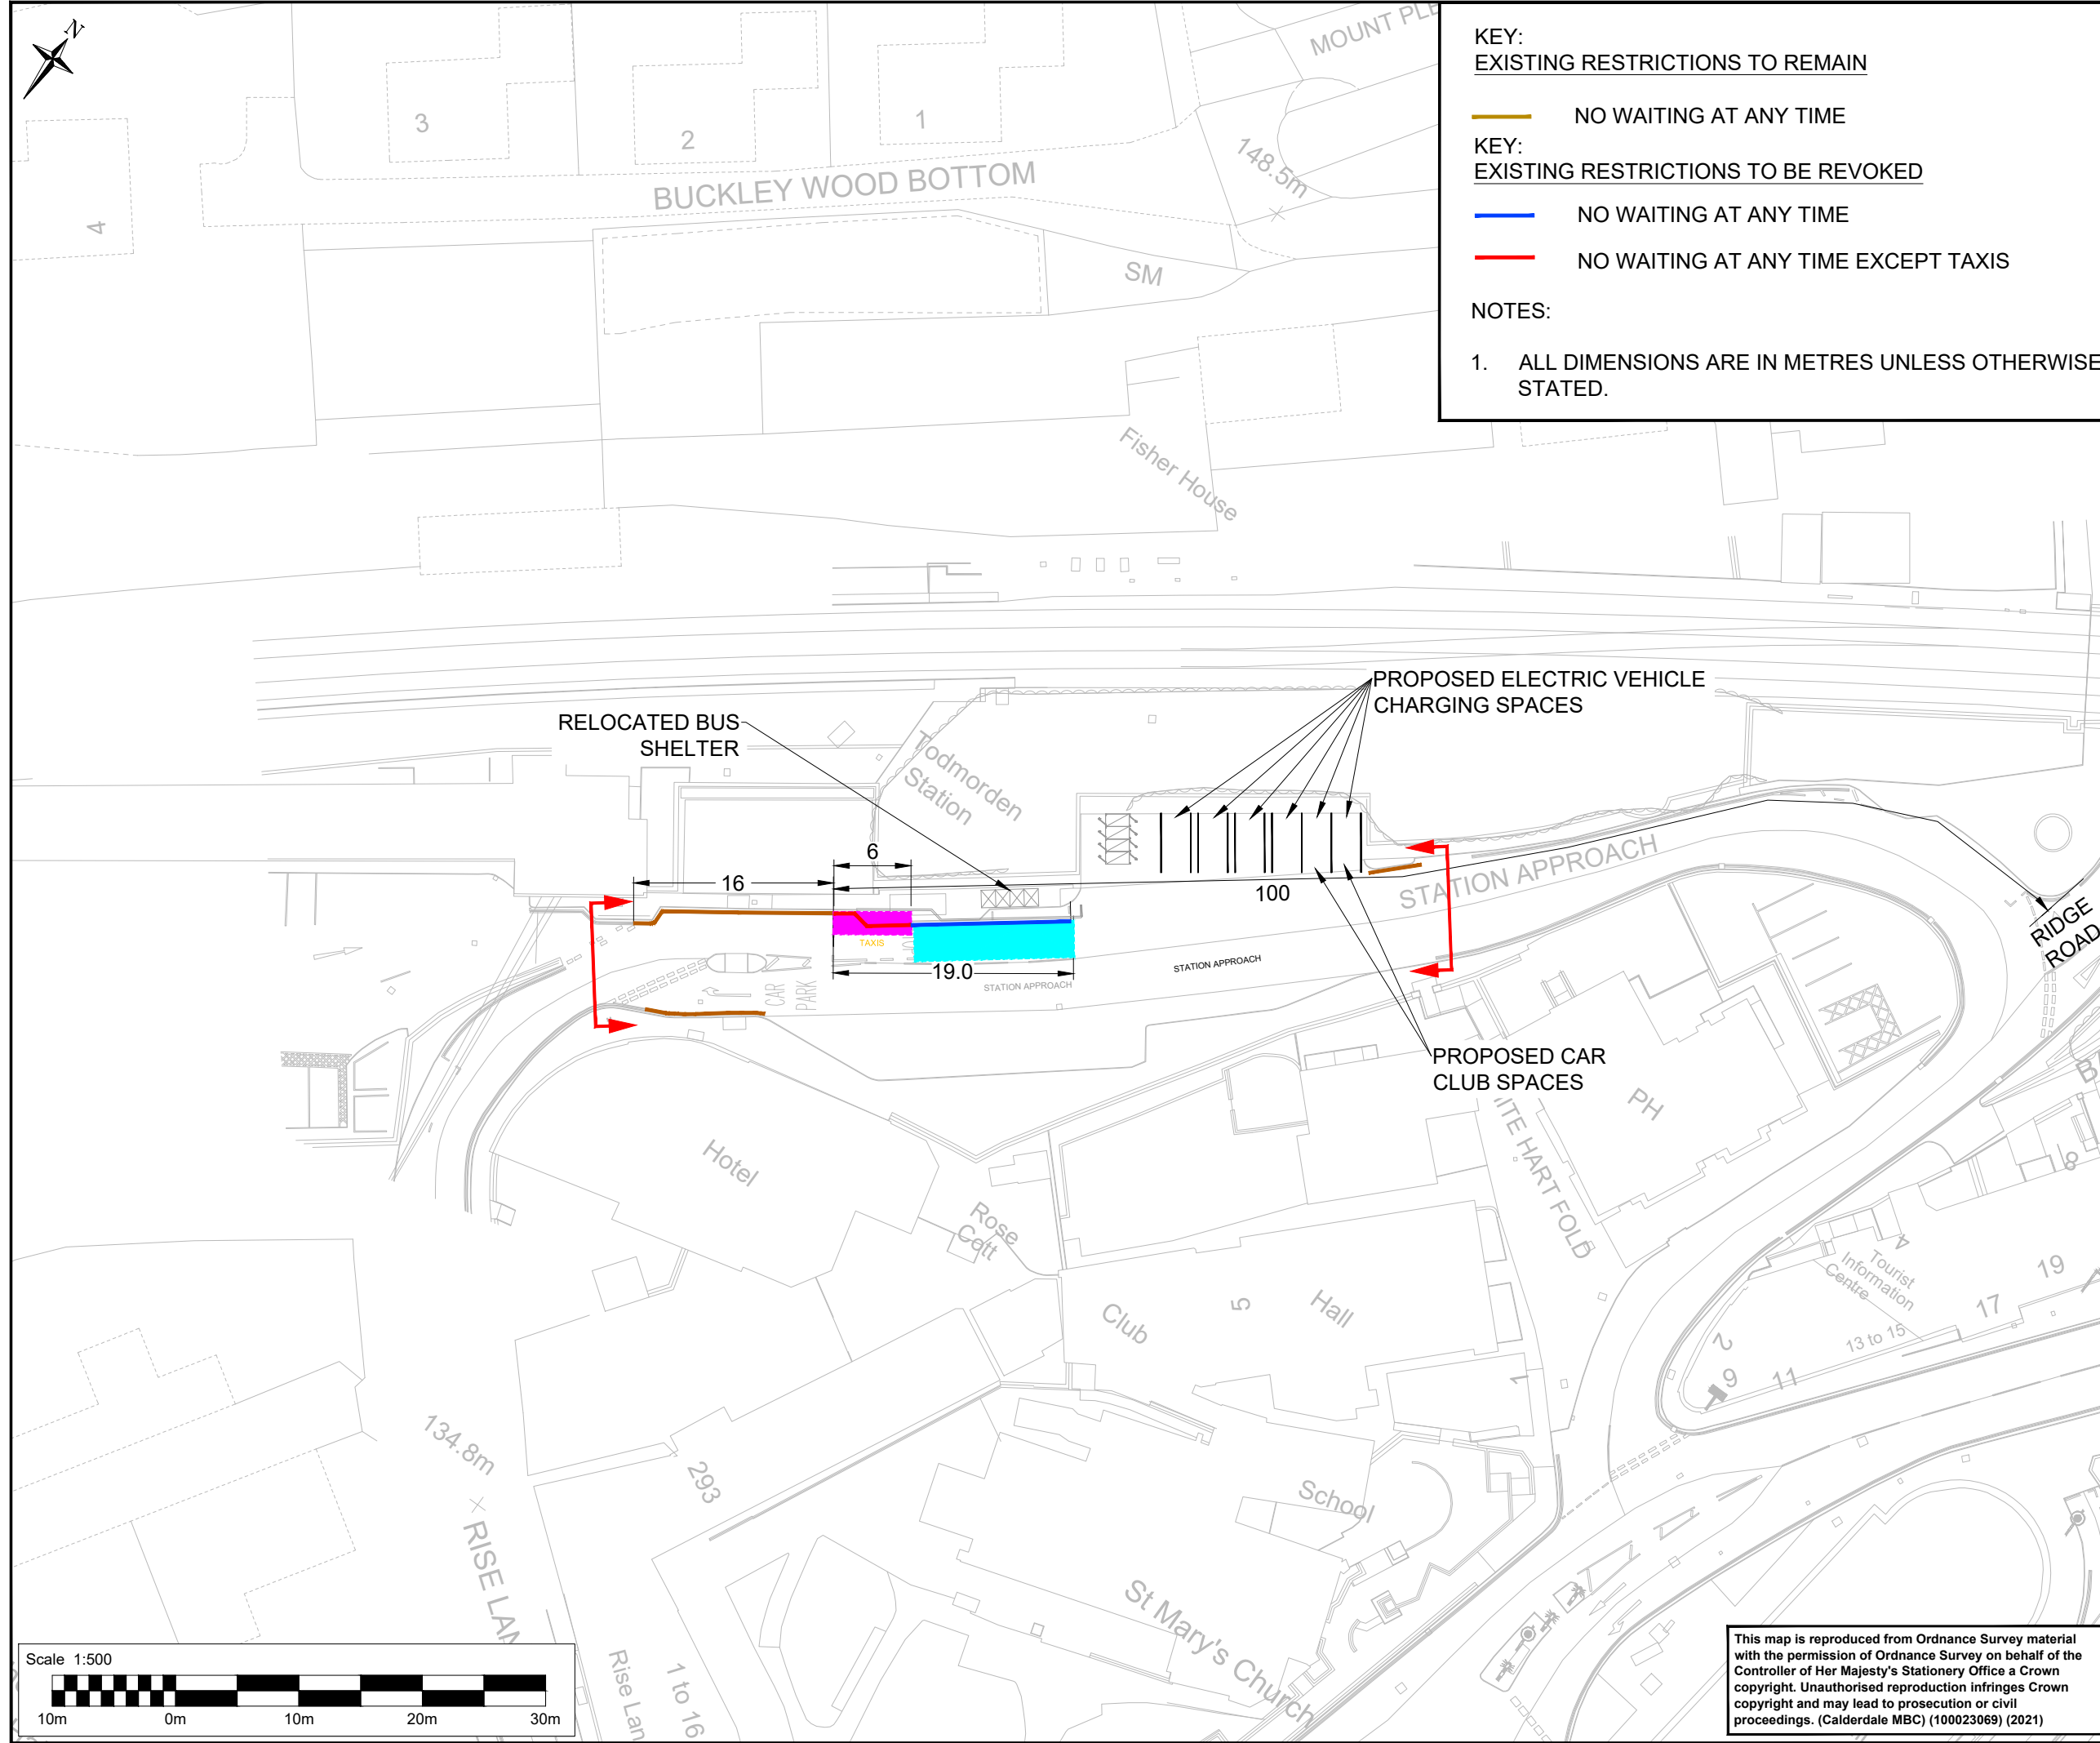 N
KEY:
EXISTING RESTRICTIONS TO REMAIN
NO WAITING AT ANY TIME
KEY:
EXISTING RESTRICTIONS TO BE REVOKED
NO WAITING AT ANY TIME
NO WAITING AT ANY TIME EXCEPT TAXIS
NOTES:
1. ALL DIMENSIONS ARE IN METRES UNLESS OTHERWISE
STATED.
MOUNT
3
2
1
4
148.5m
BUCKLEY WOOD BOTTOM
SM
Fisher House
PROPOSED ELECTRIC VEHICLE
CHARGING SPACES
RELOCATED BUS
SHELTER
Todmorden
Station
6
16
100
STATION APPROACH
TAXIS
19.0
STATION APPROACH
STATION APPROACH
CAR
PARK
RIDGE
ROAD
PROPOSED CAR
CLUB SPACES
PH
HART FOLD
Hotel
Rose
Cott
Club
5
Hall
1
B
8
4
Tourist
Information
Centre
19
17
13 to 15
2
9
11
134.8m
293
School
RISE
St Mary's Church
Rise
1 to 16
Scale 1:500
10m 0m 10m 20m 30m
This map is reproduced from Ordnance Survey material
with the permission of Ordnance Survey on behalf of the
Controller of Her Majesty's Stationery Office a Crown
copyright. Unauthorised reproduction infringes Crown
copyright and may lead to prosecution or civil
proceedings. (Calderdale MBC) (100023069) (2021)